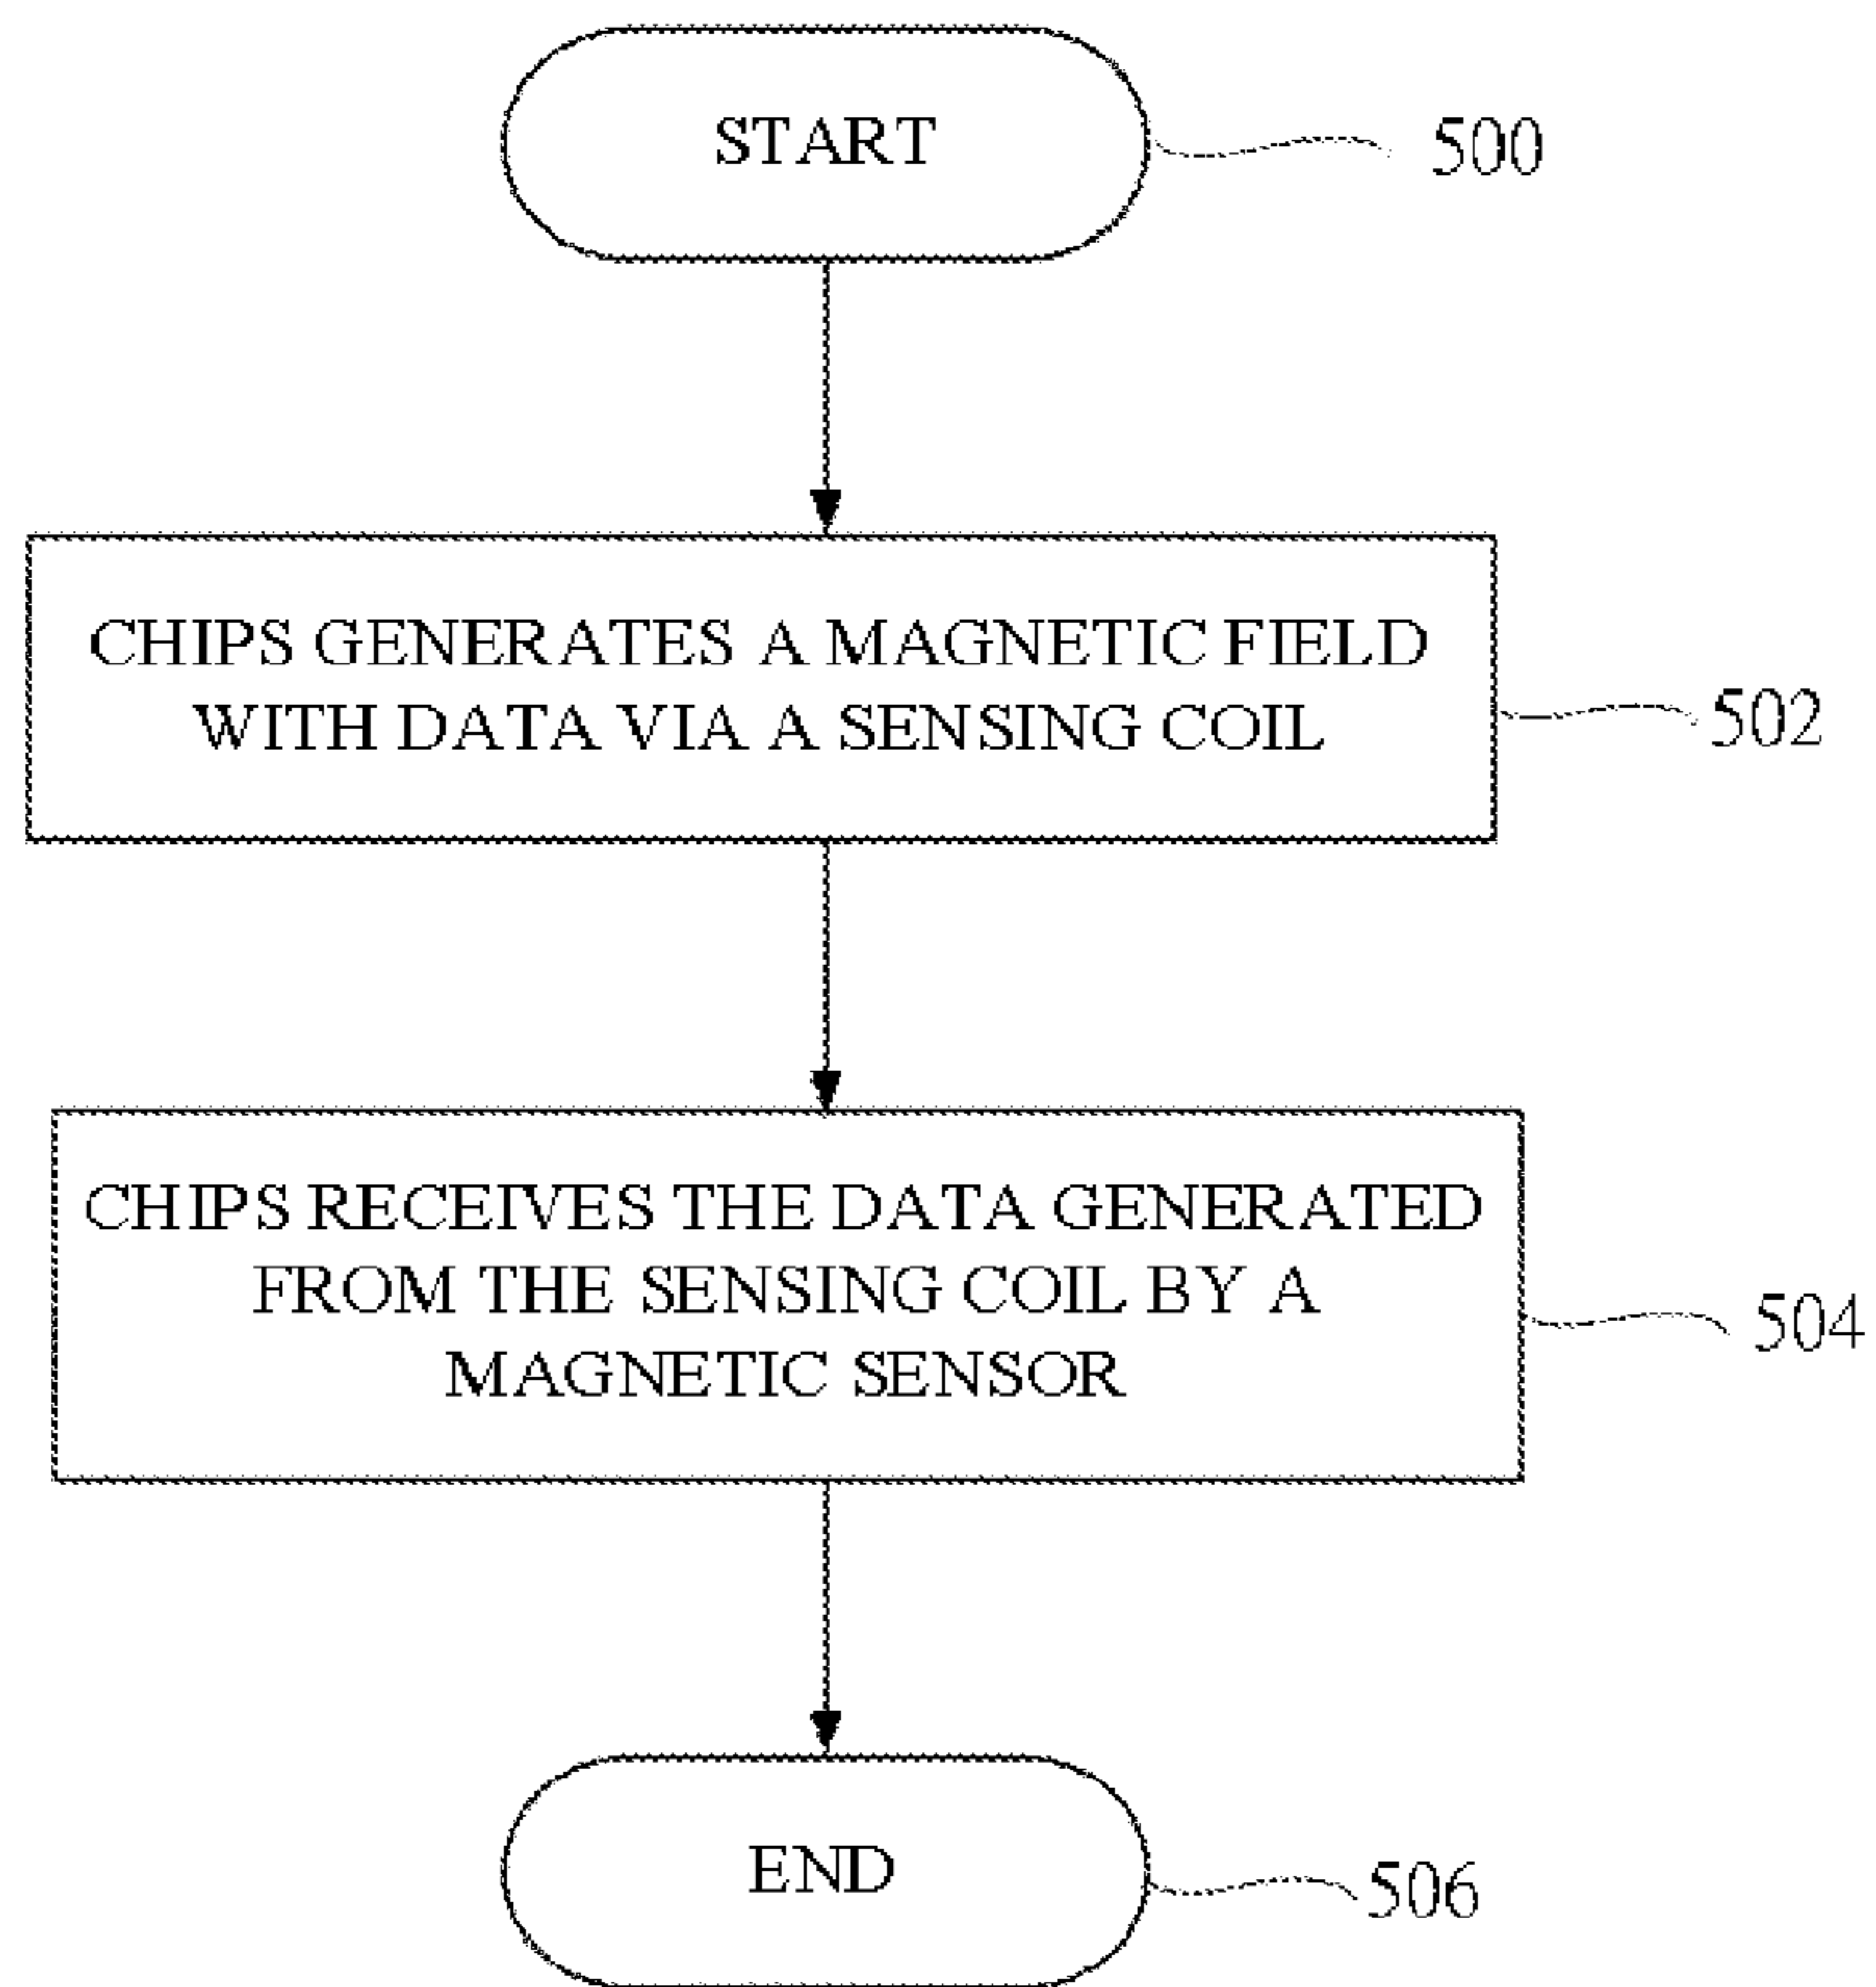 START
500
CHIPS GENERATES A MAGNETIC FIELD
WITH DATA VIA A SENSING COIL
502
CHIPS RECEIVES THE DATA GENERATED
FROM THE SENSING COIL BY A
MAGNETIC SENSOR
504
END
506